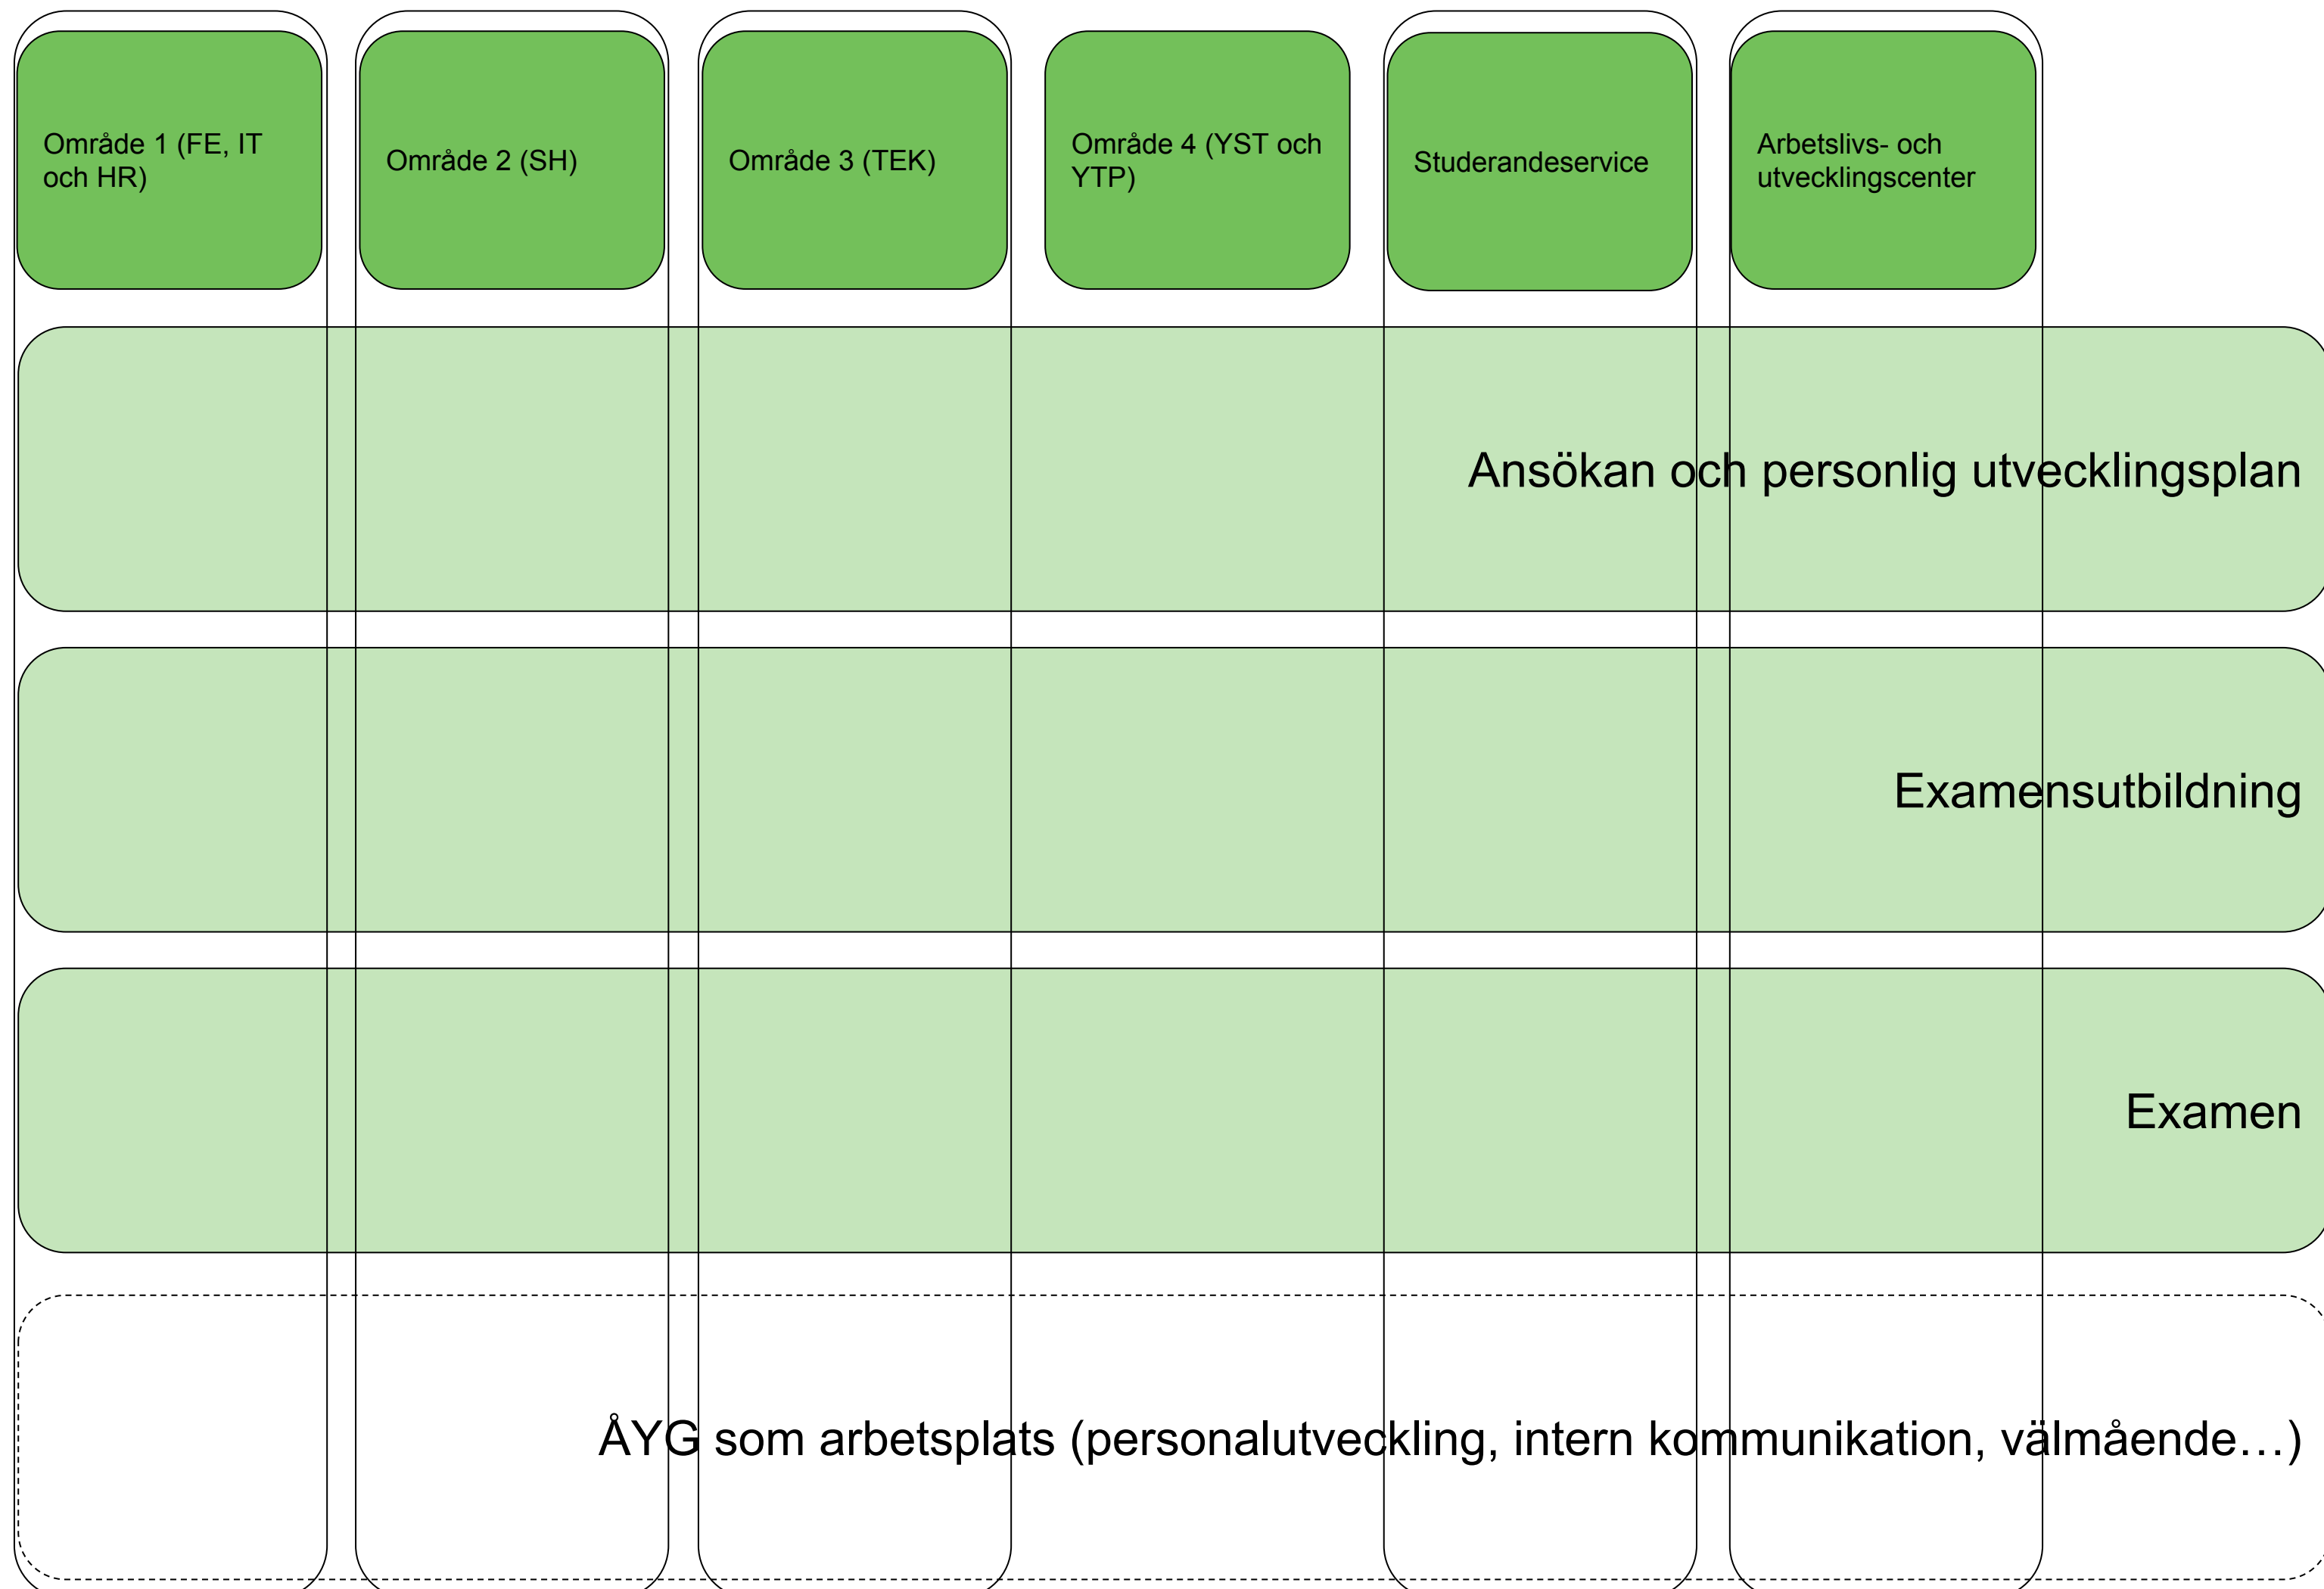 Område 1 (FE, IT
och HR)
Område 2 (SH)
Område 3 (TEK)
Område 4 (YST och
YTP)
Studerandeservice
Arbetslivs- och
utvecklingscenter
Ansökan och personlig utvecklingsplan
Examensutbildning
Examen
ÅYG som arbetsplats (personalutveckling, intern kommunikation, välmående…)